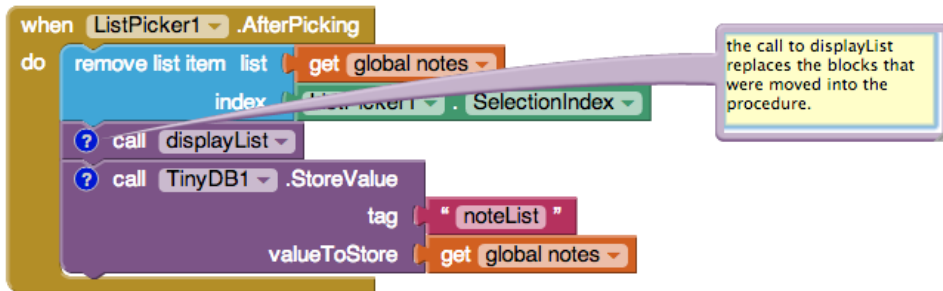 when ListPicker1 .AfterPicking
do remove list item list get global notes
index ListPicker1 . SelectionIndex
? call displayList
? call TinyDB1 .StoreValue
tag " noteList "
valueToStore get global notes
the call to displayList
replaces the blocks that
were moved into the
procedure.